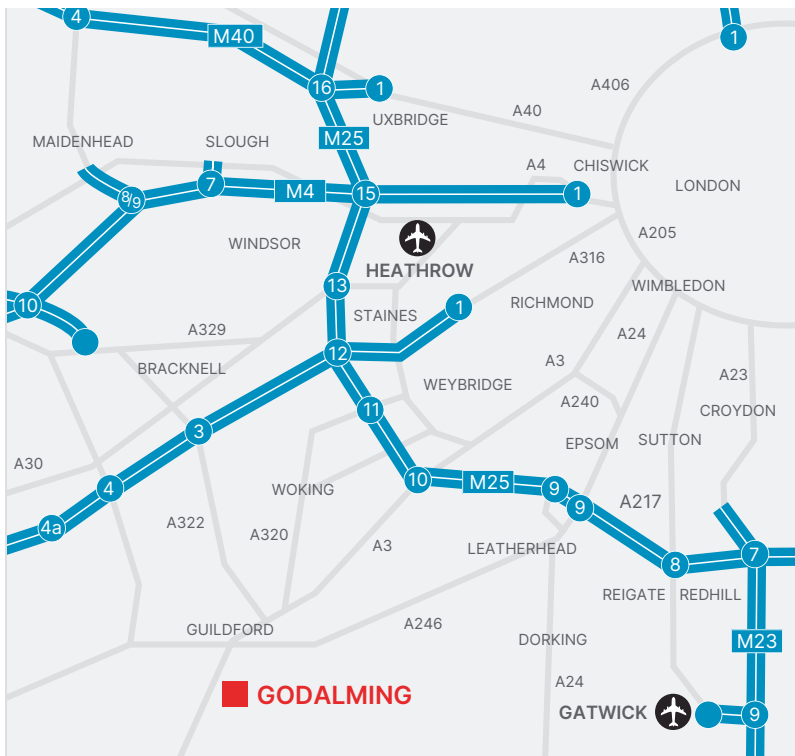 4
M40
1
16
1
A406
UXBRIDGE
A40
MAIDENHEAD
SLOUGH
M25
A4
CHISWICK
LONDON
8/9
7
M4
15
1
A205
WINDSOR
HEATHROW
A316
WIMBLEDON
13
10
STAINES
1
RICHMOND
A329
A24
12
BRACKNELL
A3
A23
WEYBRIDGE
11
A240
CROYDON
3
EPSOM
SUTTON
A30
10
M25
9
4
WOKING
9
A217
4a
A322
A320
A3
LEATHERHEAD
7
8
REIGATE
REDHILL
GUILDFORD
A246
DORKING
M23
A24
GODALMING
GATWICK
9